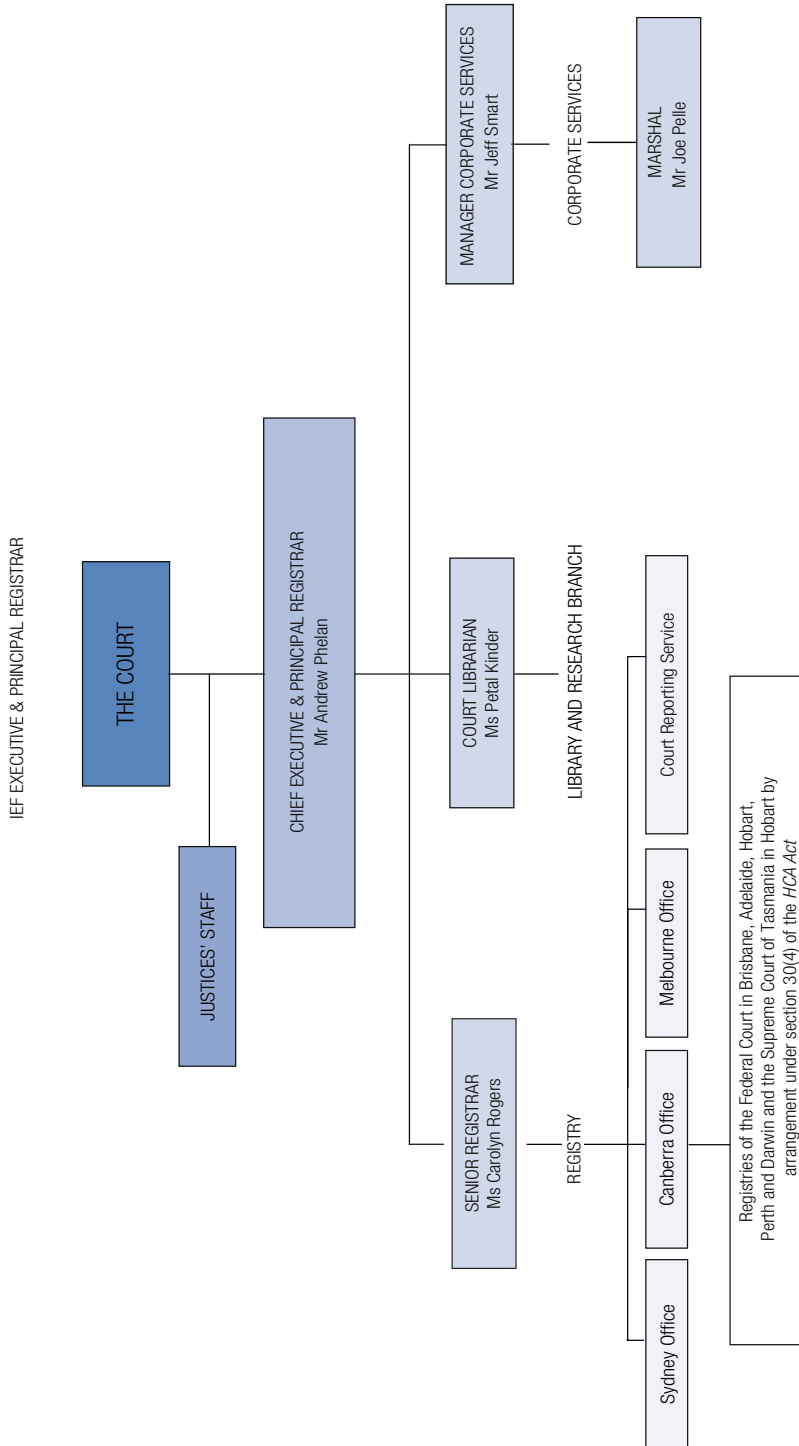 IEF EXECUTIVE & PRINCIPAL REGISTRAR
THE COURT
JUSTICES' STAFF
CHIEF EXECUTIVE & PRINCIPAL REGISTRAR
Mr Andrew Phelan
SENIOR REGISTRAR
Ms Carolyn Rogers
COURT LIBRARIAN
Ms Petal Kinder
MANAGER CORPORATE SERVICES
Mr Jeff Smart
REGISTRY
LIBRARY AND RESEARCH BRANCH
CORPORATE SERVICES
Sydney Office
Canberra Office
Melbourne Office
Court Reporting Service
MARSHAL
Mr Joe Pelle
Registries of the Federal Court in Brisbane, Adelaide, Hobart,
Perth and Darwin and the Supreme Court of Tasmania in Hobart by
arrangement under section 30(4) of the HCA Act